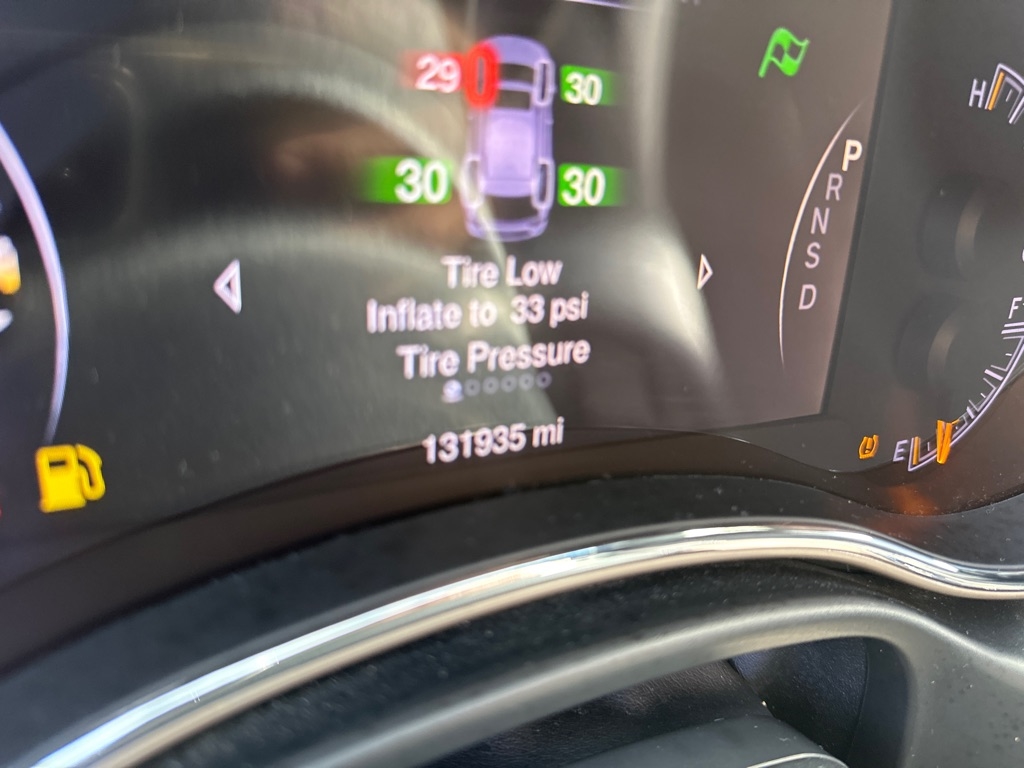 29 30
30 30
Tire Low
Inflate to 33 psi
Tire Pressure
131935 mi
P
R
N
S
D
H
F
E